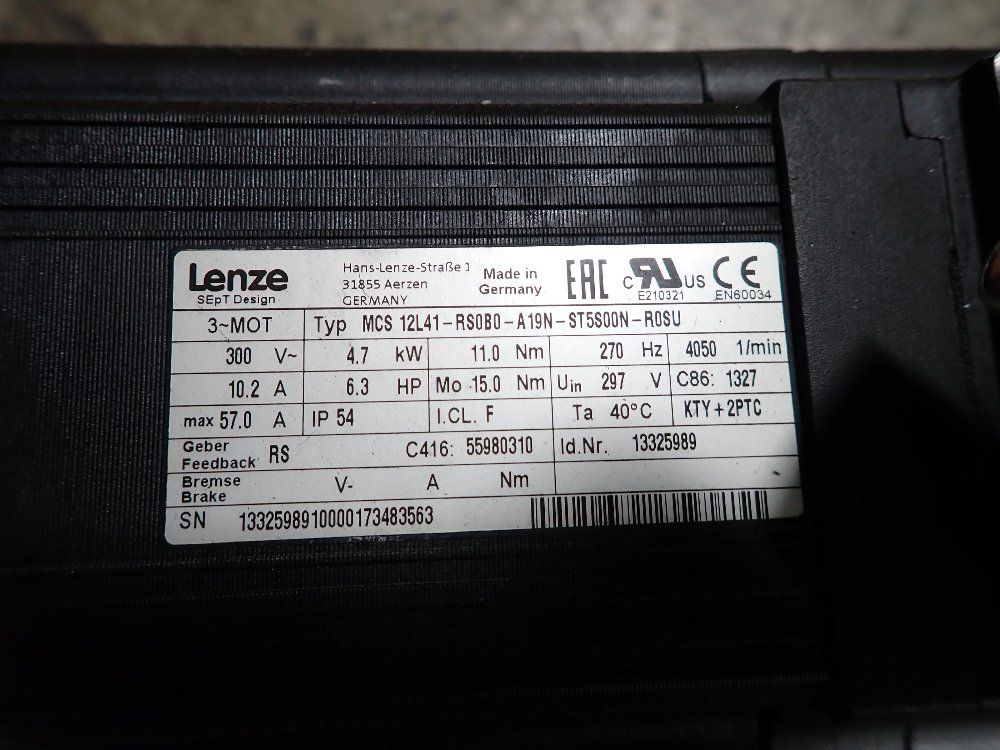 Lenze
SEpT Design
Hans-Lenze-Straße 1
31855 Aerzen
GERMANY
Made in
Germany
EAC
c RU US
E210321
CE
EN60034
3~MOT Typ MCS 12L41-RS0B0-A19N-ST5S00N-R0SU
300 V~ 4.7 kW 11.0 Nm 270 Hz 4050 1/min
10.2 A 6.3 HP Mo 15.0 Nm Uin 297 V C86: 1327
max 57.0 A IP 54 I.CL. F Ta 40°C KTY+2PTC
Geber
Feedback RS C416: 55980310 Id.Nr. 13325989
Bremse
Brake V- A Nm
SN 1332598910000173483563